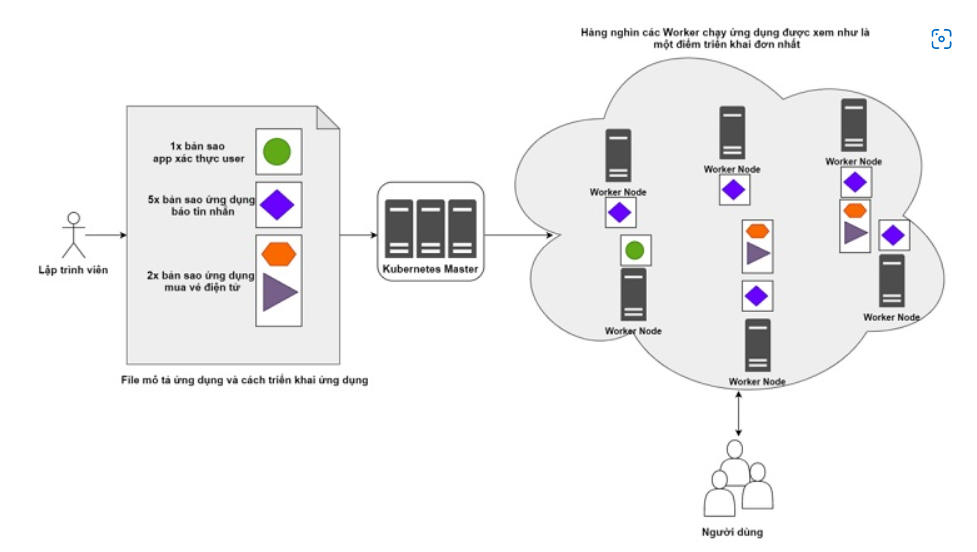 Hàng nghìn các Worker chạy ứng dụng được xem như là
một điểm triển khai đơn nhất
1x bản sao
app xác thực user
5x bản sao ứng dụng
báo tin nhắn
2x bản sao ứng dụng
mua vé điện tử
Lập trình viên
Kubernetes Master
File mô tả ứng dụng và cách triển khai ứng dụng
Worker Node
Worker Node
Worker Node
Worker Node
Worker Node
Worker Node
Người dùng